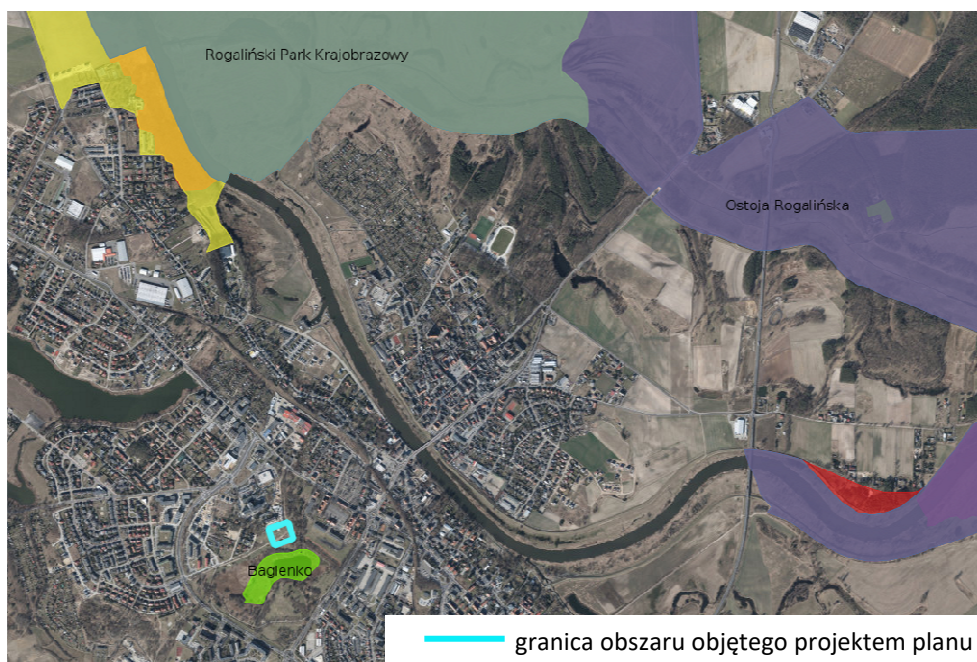 Rogaliński Park Krajobrazowy
Ostoja Rogalińska
Bagienko
granica obszaru objętego projektem planu